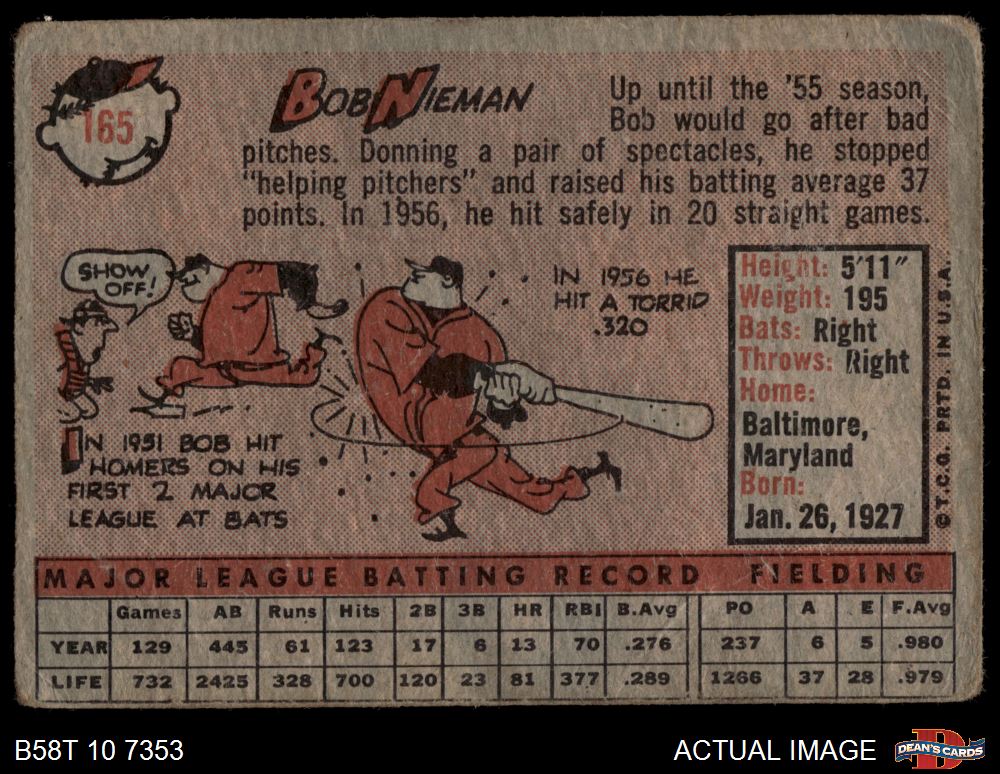 165
BOB NIEMAN
Up until the '55 season,
Bob would go after bad
pitches. Donning a pair of spectacles, he stopped
"helping pitchers" and raised his batting average 37
points. In 1956, he hit safely in 20 straight games.
SHOW
OFF!
IN 1951 BOB HIT
HOMERS ON HIS
FIRST 2 MAJOR
LEAGUE AT BATS
IN 1956 HE
HIT A TORRID
.320
Height: 5'11"
Weight: 195
Bats: Right
Throws: Right
Home:
Baltimore,
Maryland
Born:
Jan. 26, 1927
© T.C.G. PRTD. IN U.S.A.
MAJOR LEAGUE BATTING RECORD FIELDING
Games AB Runs Hits 2B 3B HR RBI B.Avg PO A E F.Avg
YEAR 129 445 61 123 17 6 13 70 .276 237 6 5 .980
LIFE 732 2425 328 700 120 23 81 377 .289 1266 37 28 .979
B58T 10 7353
ACTUAL IMAGE
D
DEAN'S CARDS